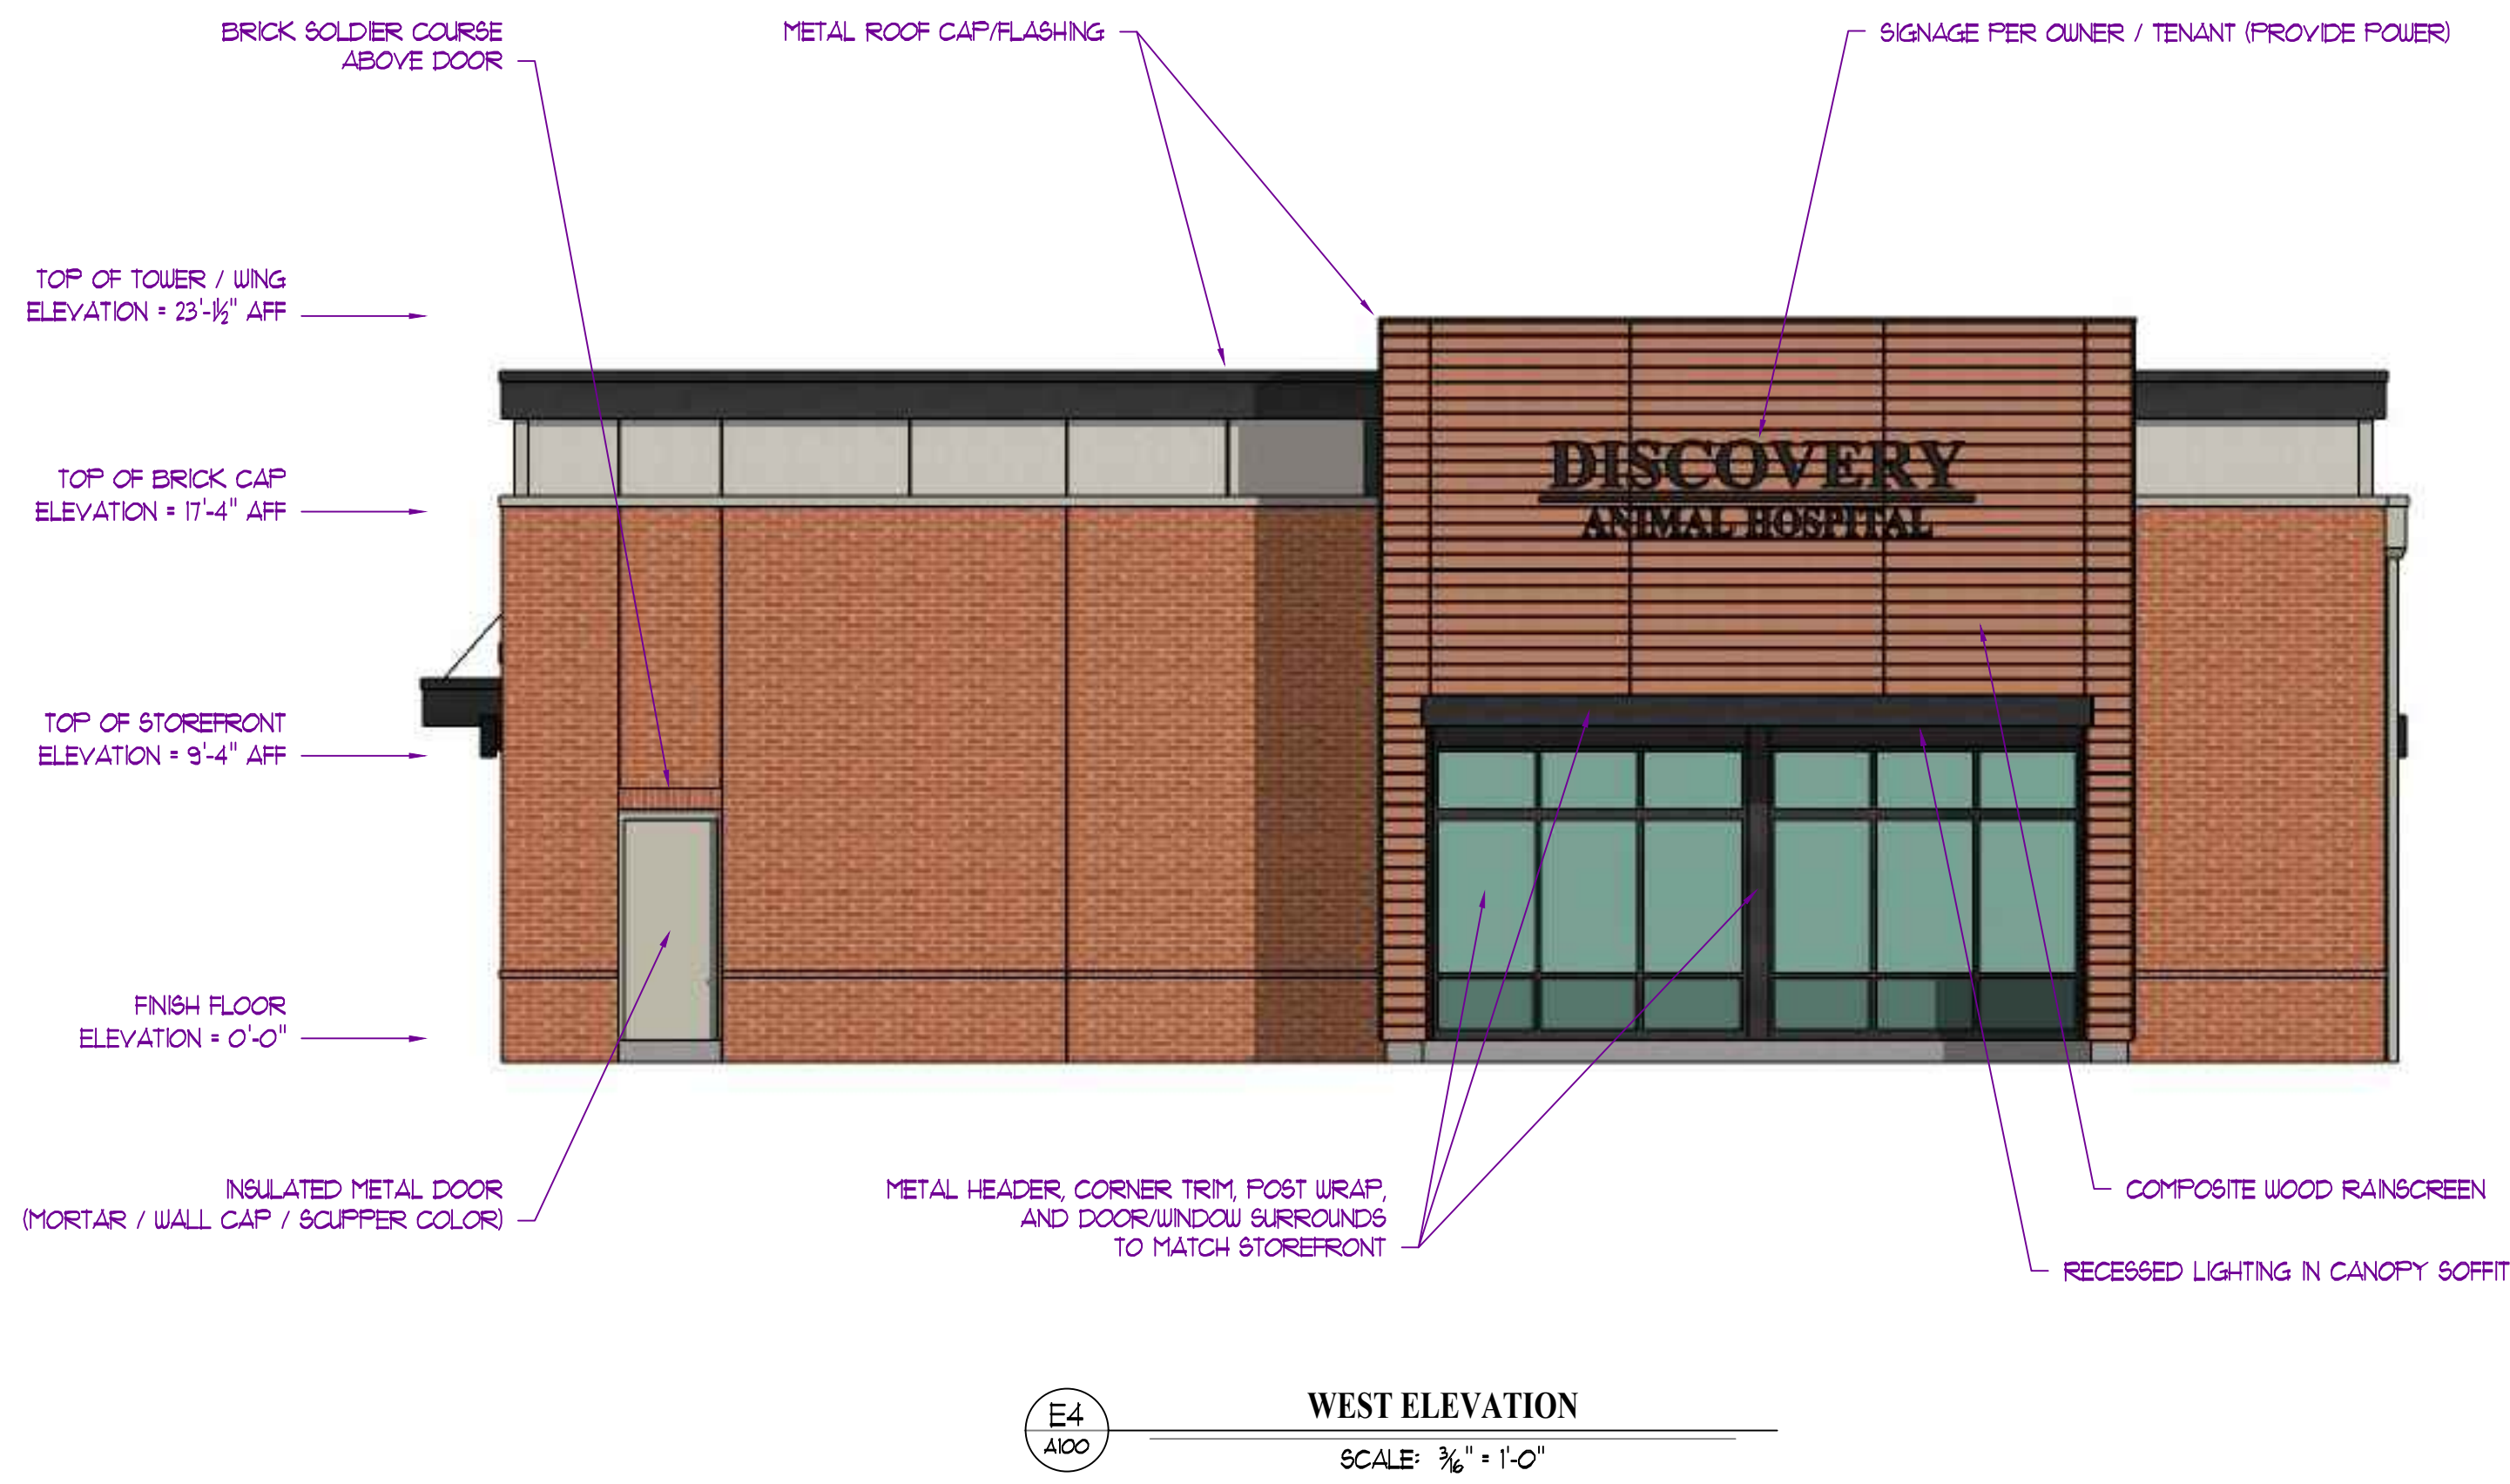 BRICK SOLDIER COURSE
ABOVE DOOR
METAL ROOF CAP/FLASHING
SIGNAGE PER OWNER / TENANT (PROVIDE POWER)
TOP OF TOWER / WING
ELEVATION = 23'-1½" AFF
TOP OF BRICK CAP
ELEVATION = 17'-4" AFF
DISCOVERY
ANIMAL HOSPITAL
TOP OF STOREFRONT
ELEVATION = 9'-4" AFF
FINISH FLOOR
ELEVATION = 0'-0"
INSULATED METAL DOOR
(MORTAR / WALL CAP / SCUPPER COLOR)
METAL HEADER, CORNER TRIM, POST WRAP,
AND DOOR/WINDOW SURROUNDS
TO MATCH STOREFRONT
COMPOSITE WOOD RAINSCREEN
RECESSED LIGHTING IN CANOPY SOFFIT
E4
A100
WEST ELEVATION
SCALE: 3/16" = 1'-0"